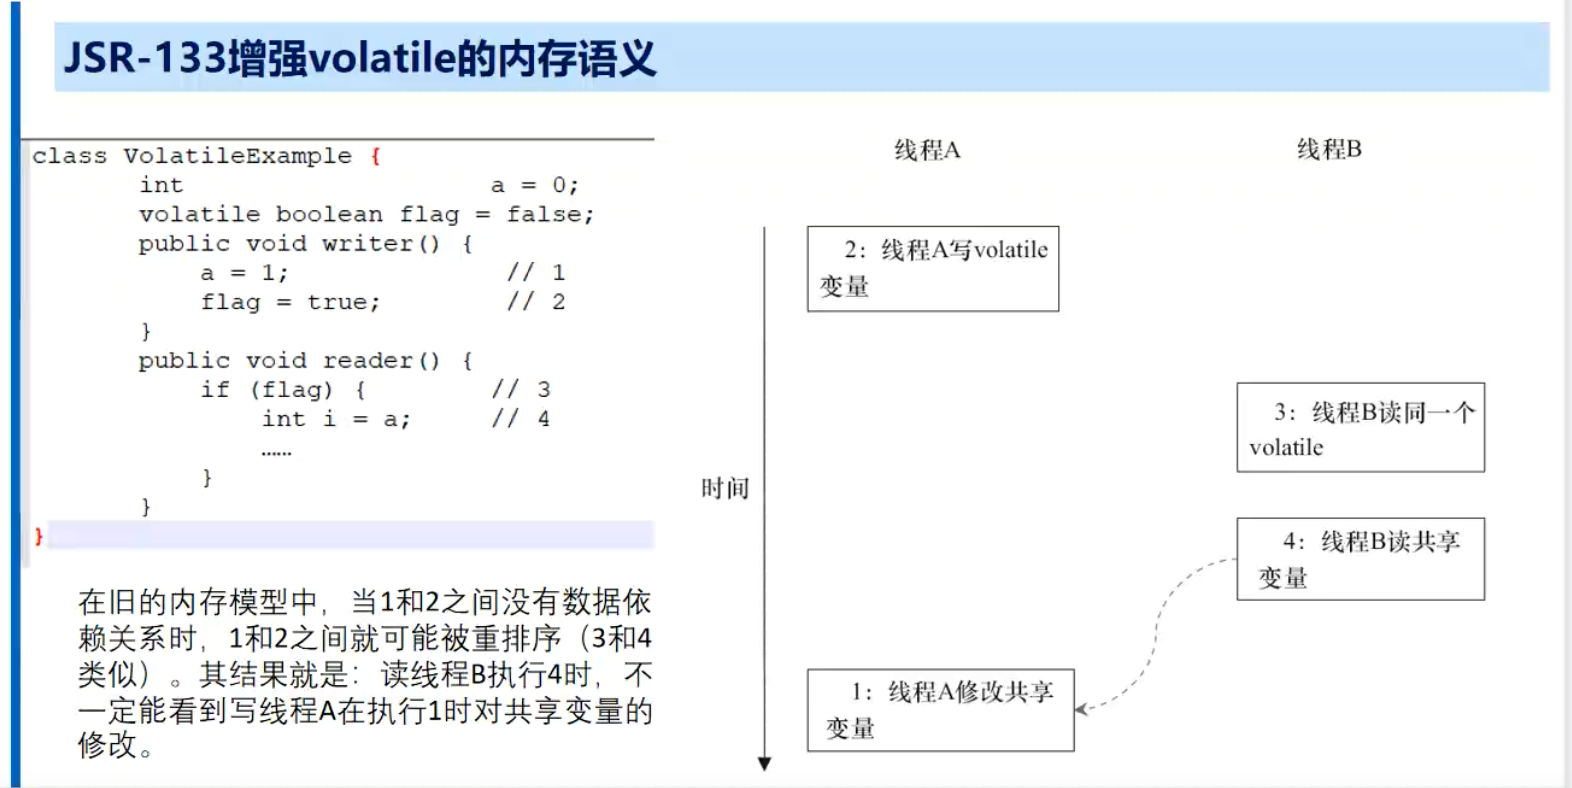 JSR-133增强volatile的内存语义
class VolatileExample {
int a = 0;
volatile boolean flag = false;
public void writer() {
a = 1; // 1
flag = true; // 2
}
public void reader() {
if (flag) { // 3
int i = a; // 4
……
}
}
}
在旧的内存模型中，当1和2之间没有数据依
赖关系时，1和2之间就可能被重排序（3和4
类似）。其结果就是：读线程B执行4时，不
一定能看到写线程A在执行1时对共享变量的
修改。
线程A
线程B
2：线程A写volatile
变量
3：线程B读同一个
volatile
时间
4：线程B读共享
变量
1：线程A修改共享
变量